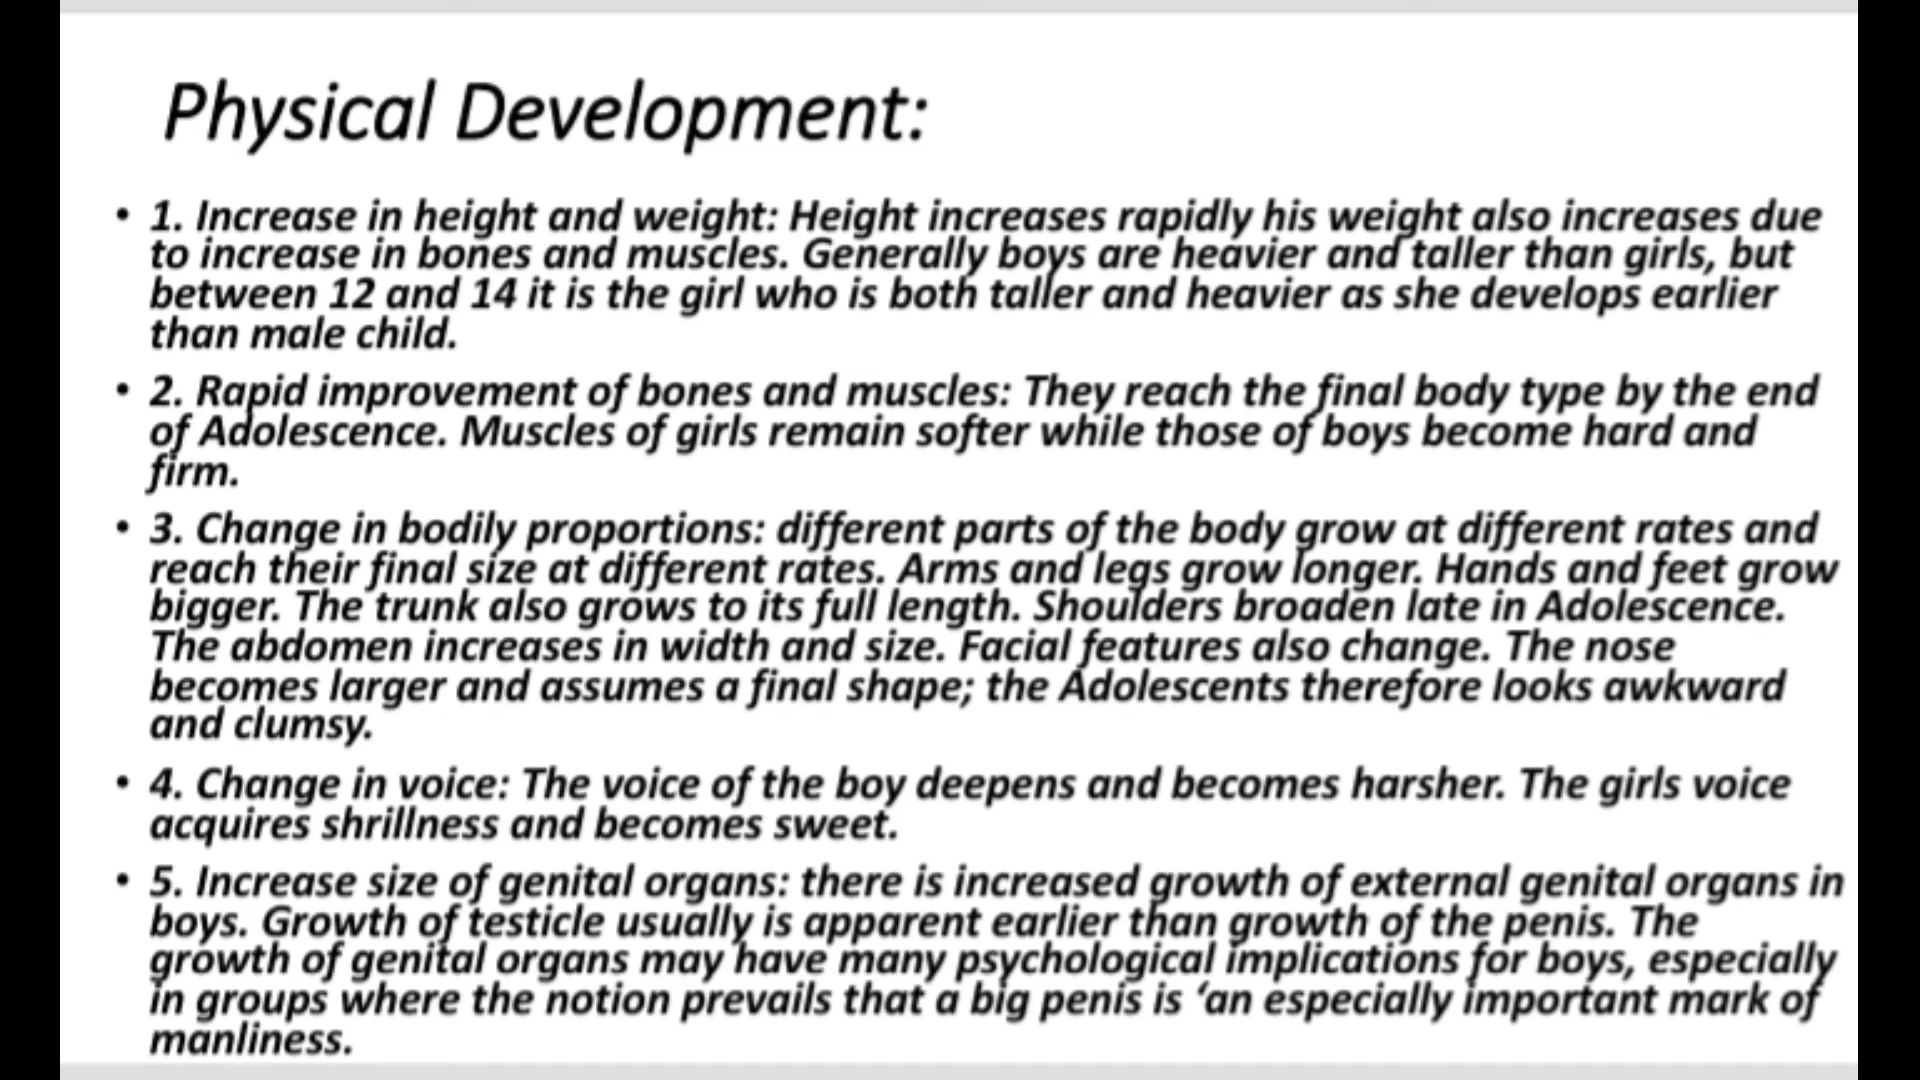 Physical Development:
• 1. Increase in height and weight: Height increases rapidly his weight also increases due
to increase in bones and muscles. Generally boys are heavier and taller than girls, but
between 12 and 14 it is the girl who is both taller and heavier as she develops earlier
than male child.
• 2. Rapid improvement of bones and muscles: They reach the final body type by the end
of Adolescence. Muscles of girls remain softer while those of boys become hard and
firm.
• 3. Change in bodily proportions: different parts of the body grow at different rates and
reach their final size at different rates. Arms and legs grow longer. Hands and feet grow
bigger. The trunk also grows to its full length. Shoulders broaden late in Adolescence.
The abdomen increases in width and size. Facial features also change. The nose
becomes larger and assumes a final shape; the Adolescents therefore looks awkward
and clumsy.
• 4. Change in voice: The voice of the boy deepens and becomes harsher. The girls voice
acquires shrillness and becomes sweet.
• 5. Increase size of genital organs: there is increased growth of external genital organs in
boys. Growth of testicle usually is apparent earlier than growth of the penis. The
growth of genital organs may have many psychological implications for boys, especially
in groups where the notion prevails that a big penis is ‘an especially important mark of
manliness.